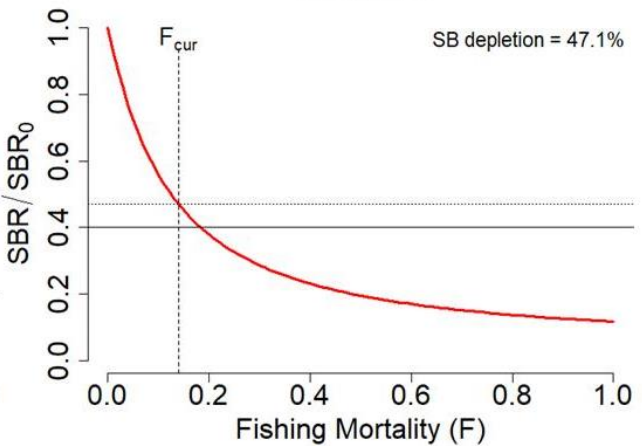 F_cur
SB depletion = 47.1%
SBR / SBR₀
1.0
0.8
0.6
0.4
0.2
0.0
0.0 0.2 0.4 0.6 0.8 1.0
Fishing Mortality (F)